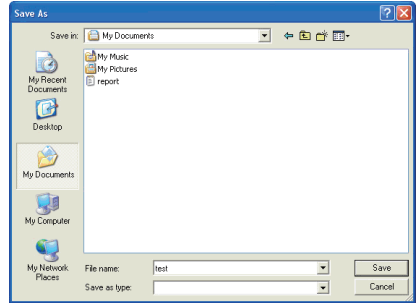 Save As
Save in: My Documents
My Music
My Pictures
report
My Recent
Documents
Desktop
My Documents
My Computer
My Network
Places
File name: test Save
Save as type: Cancel